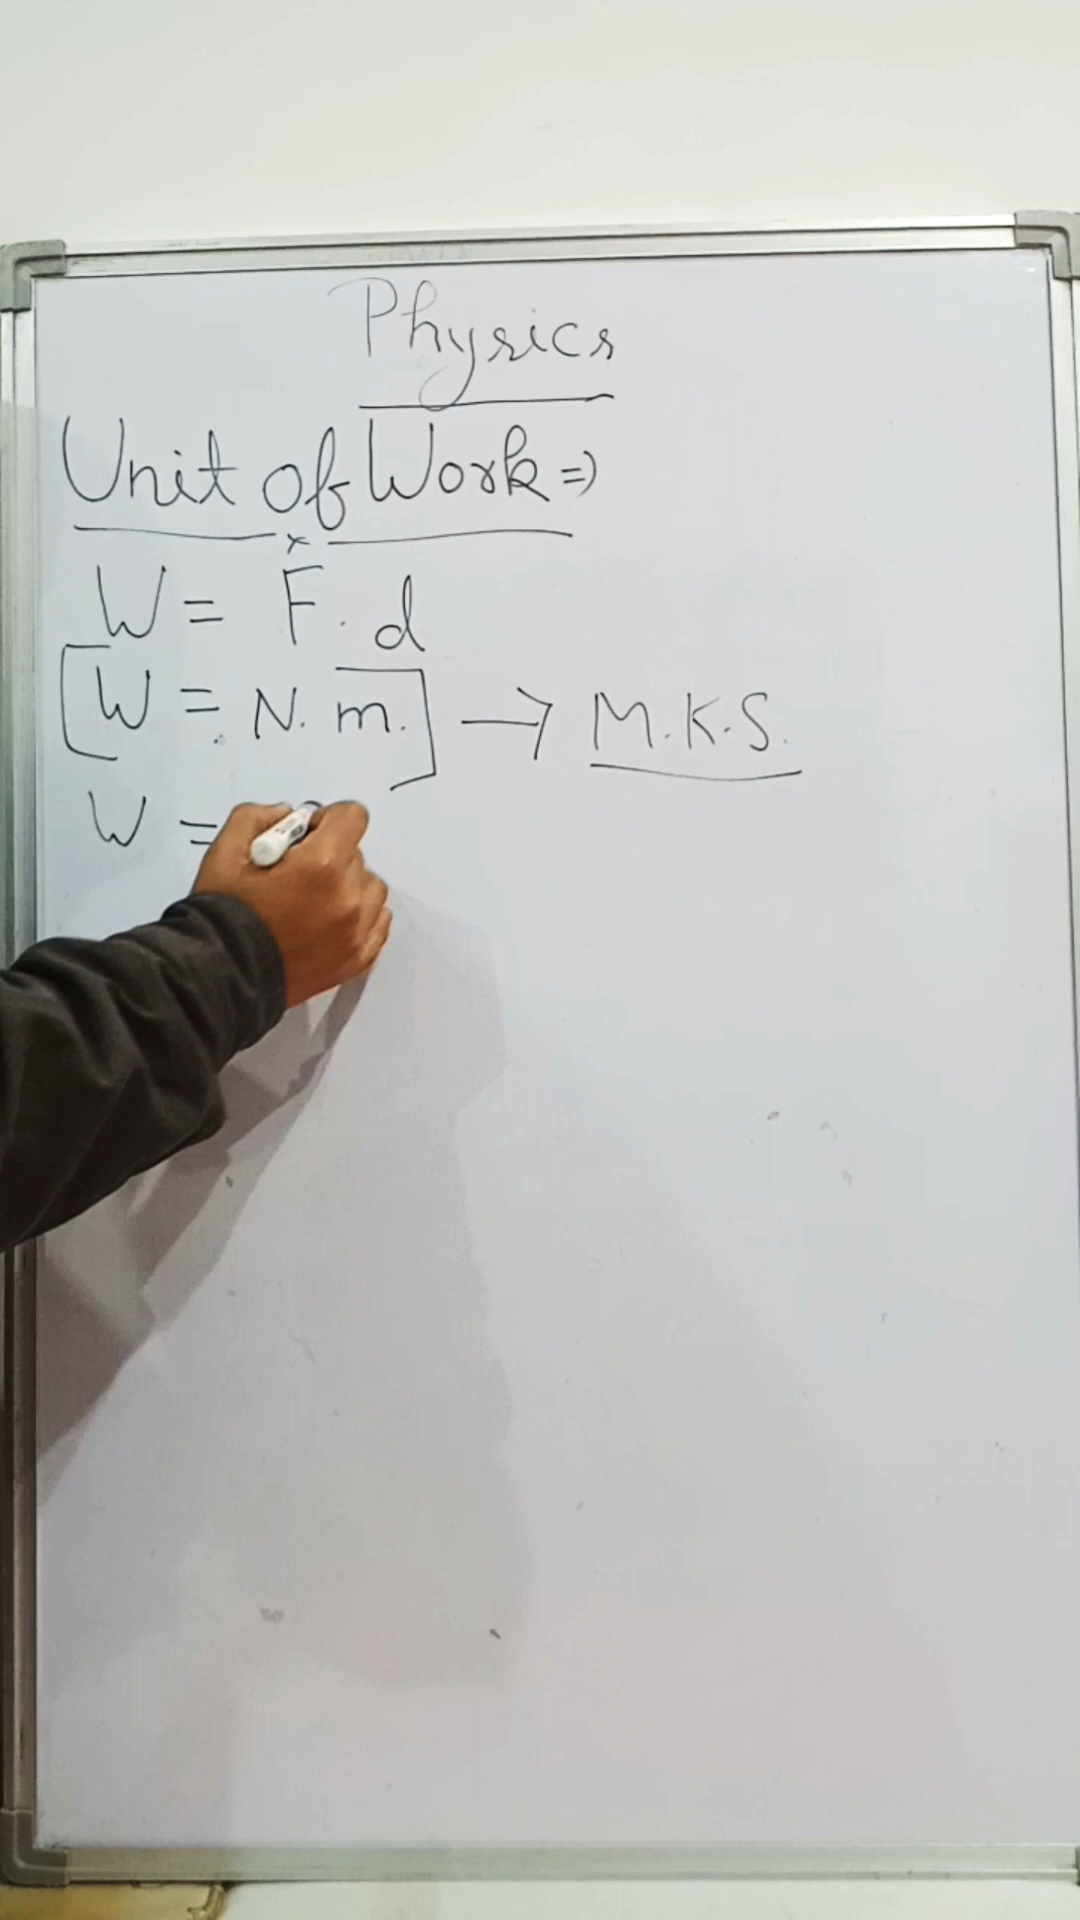 Physics
Unit of Work ⇒
W = F. d
[W = N. m.] → M.K.S.
W =